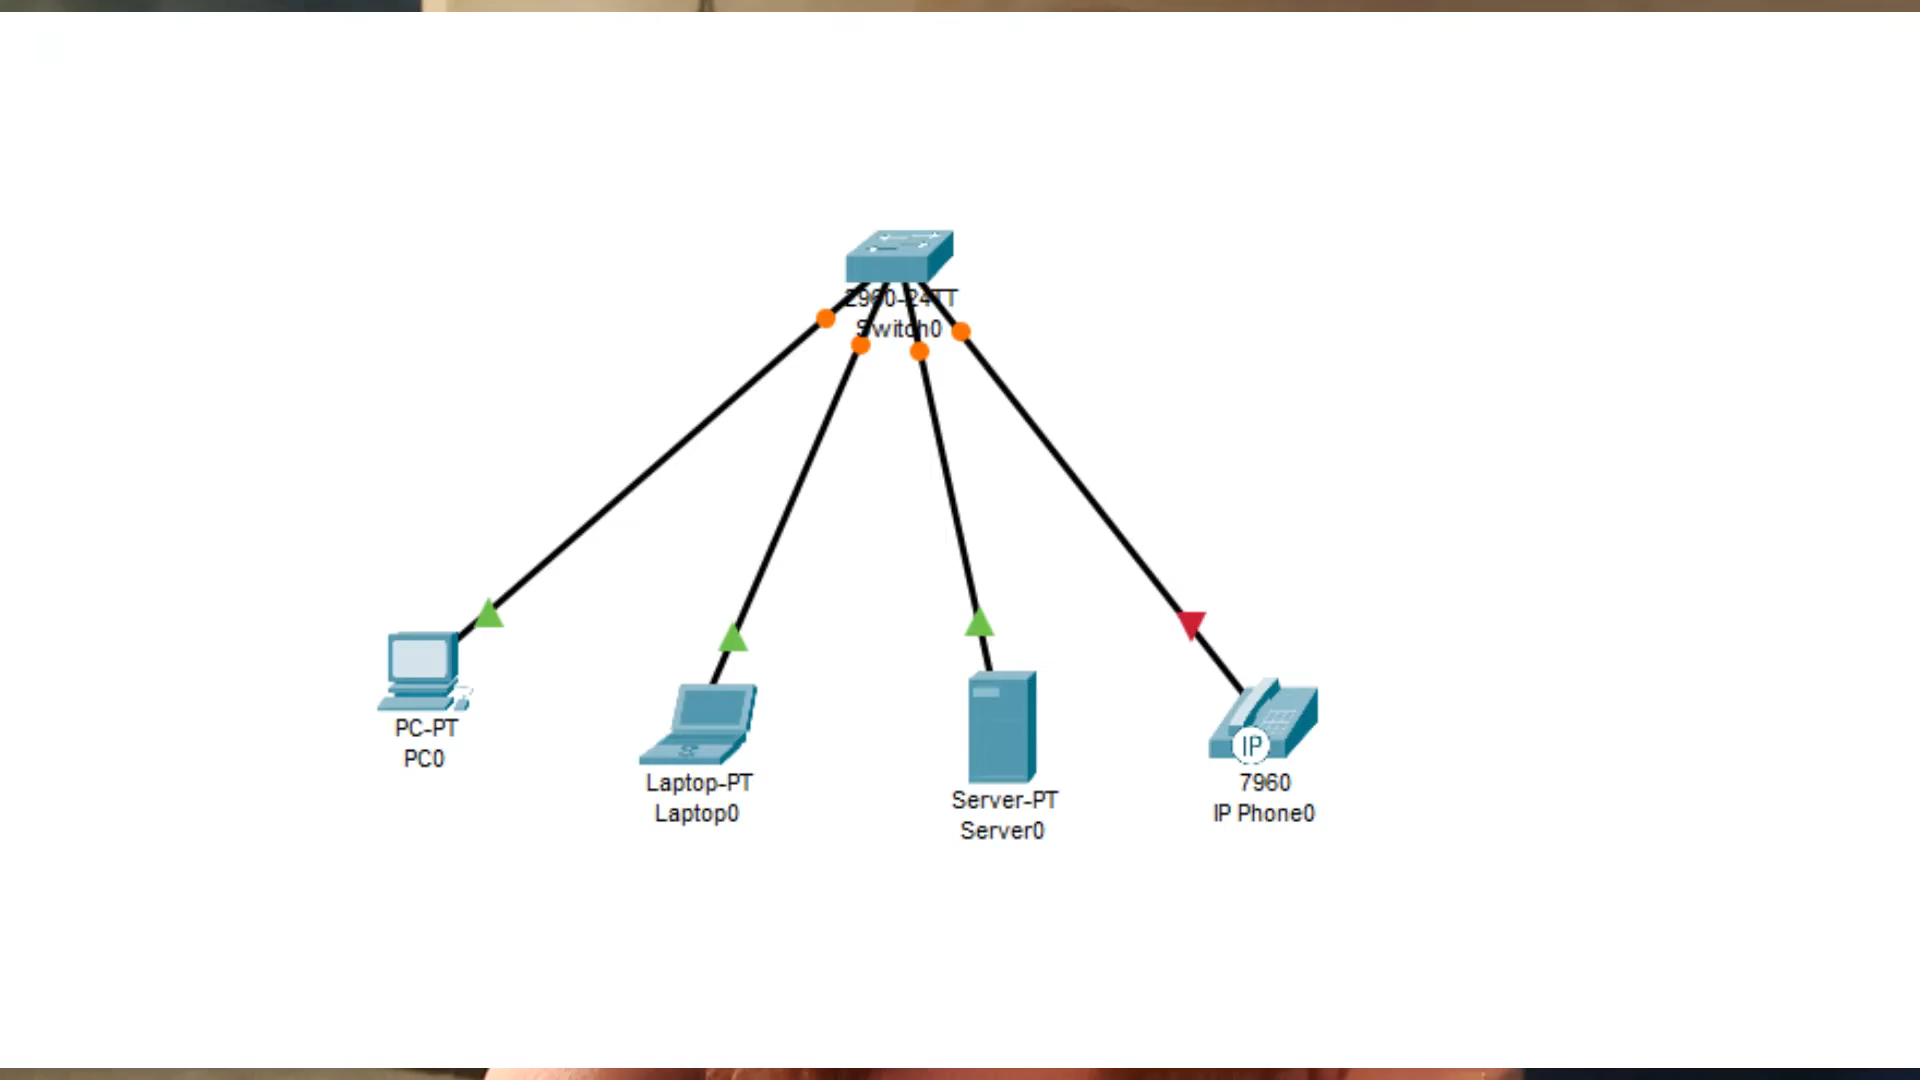 2960-24TT
Switch0
PC-PT
PC0
Laptop-PT
Laptop0
Server-PT
Server0
IP
7960
IP Phone0